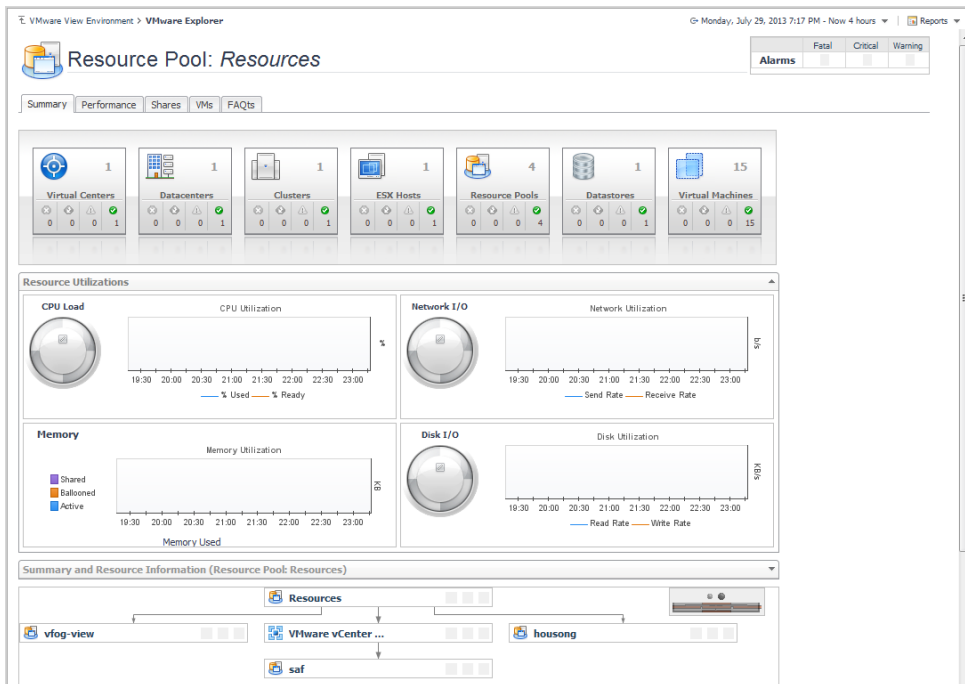 VMware View Environment > VMware Explorer
Monday, July 29, 2013 7:17 PM - Now 4 hours
Reports
Resource Pool: Resources
Fatal Critical Warning
Alarms
Summary Performance Shares VMs FAQts
1 1 1 1 4 1 15
Virtual Centers Datacenters Clusters ESX Hosts Resource Pools Datastores Virtual Machines
0 0 0 1 0 0 0 1 0 0 0 1 0 0 0 1 0 0 0 4 0 0 0 1 0 0 0 15
Resource Utilizations
CPU Load
CPU Utilization
%
19:30 20:00 20:30 21:00 21:30 22:00 22:30 23:00
% Used % Ready
Network I/O
Network Utilization
b/s
19:30 20:00 20:30 21:00 21:30 22:00 22:30 23:00
Send Rate Receive Rate
Memory
Memory Utilization
Shared
Ballooned
Active
KB
19:30 20:00 20:30 21:00 21:30 22:00 22:30 23:00
Memory Used
Disk I/O
Disk Utilization
KB/s
19:30 20:00 20:30 21:00 21:30 22:00 22:30 23:00
Read Rate Write Rate
Summary and Resource Information (Resource Pool: Resources)
Resources
vfog-view
VMware vCenter ...
housong
saf